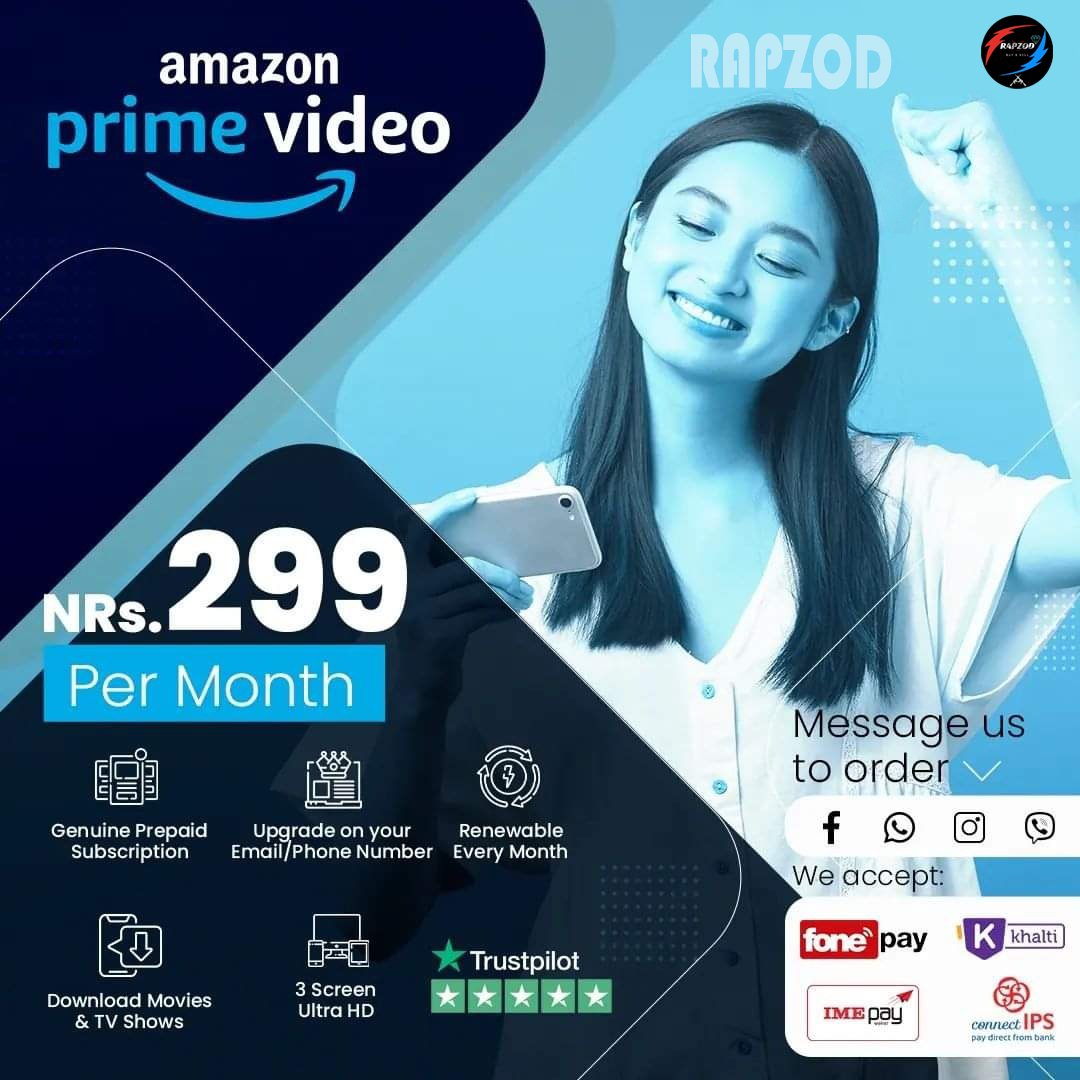 amazon
prime video
RAPZOD
RAPZOD
NRs.299
Per Month
Genuine Prepaid
Subscription
Upgrade on your
Email/Phone Number
Renewable
Every Month
Download Movies
& TV Shows
3 Screen
Ultra HD
Trustpilot
Message us
to order
We accept:
fonepay
K khalti
IME pay
connectIPS
pay direct from bank